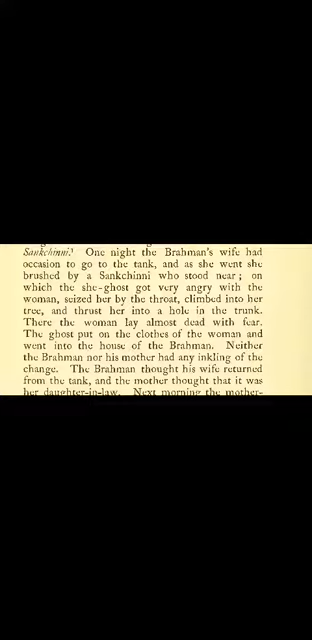 Sankchinni.¹ One night the Brahman's wife had
occasion to go to the tank, and as she went she
brushed by a Sankchinni who stood near; on
which the she-ghost got very angry with the
woman, seized her by the throat, climbed into her
tree, and thrust her into a hole in the trunk.
There the woman lay almost dead with fear.
The ghost put on the clothes of the woman and
went into the house of the Brahman. Neither
the Brahman nor his mother had any inkling of the
change. The Brahman thought his wife returned
from the tank, and the mother thought that it was
her daughter-in-law. Next morning the mother-